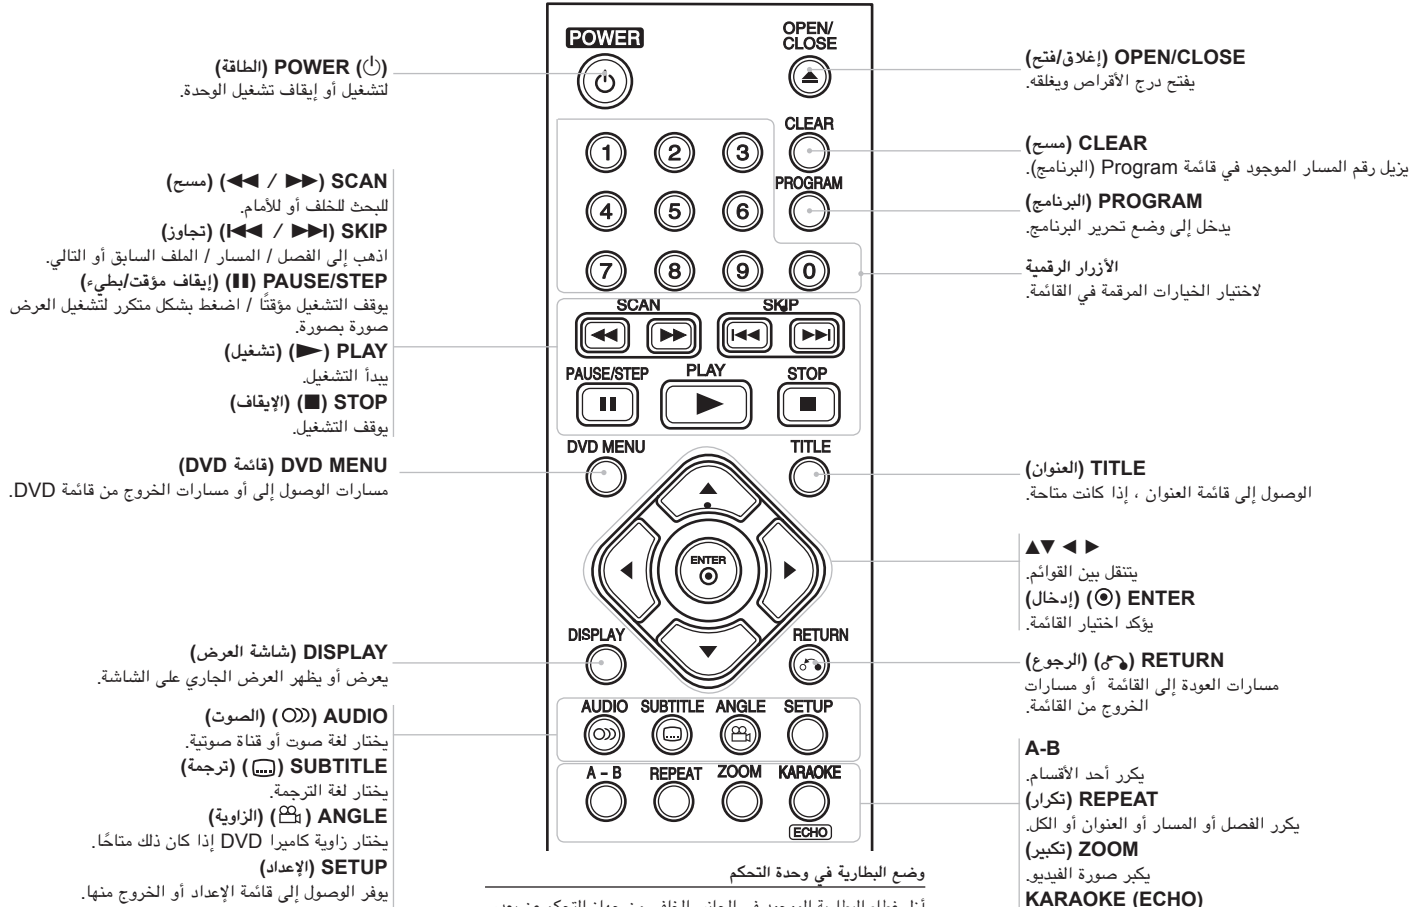 POWER (الطاقة)
لتشغيل أو إيقاف تشغيل الوحدة.
SCAN (◀◀ / ▶▶) (مسح)
للبحث للخلف أو للأمام.
SKIP (I◀◀ / ▶▶I) (تجاوز)
اذهب إلى الفصل / المسار / الملف السابق أو التالي.
PAUSE/STEP (II) (إيقاف مؤقت/بطيء)
يوقف التشغيل مؤقتًا / اضغط بشكل متكرر لتشغيل العرض
صورة بصورة.
PLAY (▶) (تشغيل)
يبدأ التشغيل.
STOP (■) (الإيقاف)
يوقف التشغيل.
DVD MENU (قائمة DVD)
مسارات الوصول إلى أو مسارات الخروج من قائمة DVD.
DISPLAY (شاشة العرض)
يعرض أو يظهر العرض الجاري على الشاشة.
AUDIO (الصوت)
يختار لغة صوت أو قناة صوتية.
SUBTITLE (ترجمة)
يختار لغة الترجمة.
ANGLE (الزاوية)
يختار زاوية كاميرا DVD إذا كان ذلك متاحًا.
SETUP (الإعداد)
يوفر الوصول إلى قائمة الإعداد أو الخروج منها.
POWER
OPEN/
CLOSE
1 2 3 CLEAR
4 5 6 PROGRAM
7 8 9 0
SCAN SKIP
PAUSE/STEP PLAY STOP
DVD MENU TITLE
ENTER
DISPLAY RETURN
AUDIO SUBTITLE ANGLE SETUP
A – B REPEAT ZOOM KARAOKE
ECHO
وضع البطارية في وحدة التحكم
OPEN/CLOSE (إغلاق/فتح)
يفتح درج الأقراص ويغلقه.
CLEAR (مسح)
يزيل رقم المسار الموجود في قائمة Program (البرنامج).
PROGRAM (البرنامج)
يدخل إلى وضع تحرير البرنامج.
الأزرار الرقمية
لاختيار الخيارات المرقمة في القائمة.
TITLE (العنوان)
الوصول إلى قائمة العنوان ، إذا كانت متاحة.
▲▼ ◀ ▶
يتنقل بين القوائم.
ENTER (⊙) (إدخال)
يؤكد اختيار القائمة.
RETURN (الرجوع)
مسارات العودة إلى القائمة أو مسارات
الخروج من القائمة.
A-B
يكرر أحد الأقسام.
REPEAT (تكرار)
يكرر الفصل أو المسار أو العنوان أو الكل.
ZOOM (تكبير)
يكبر صورة الفيديو.
KARAOKE (ECHO)